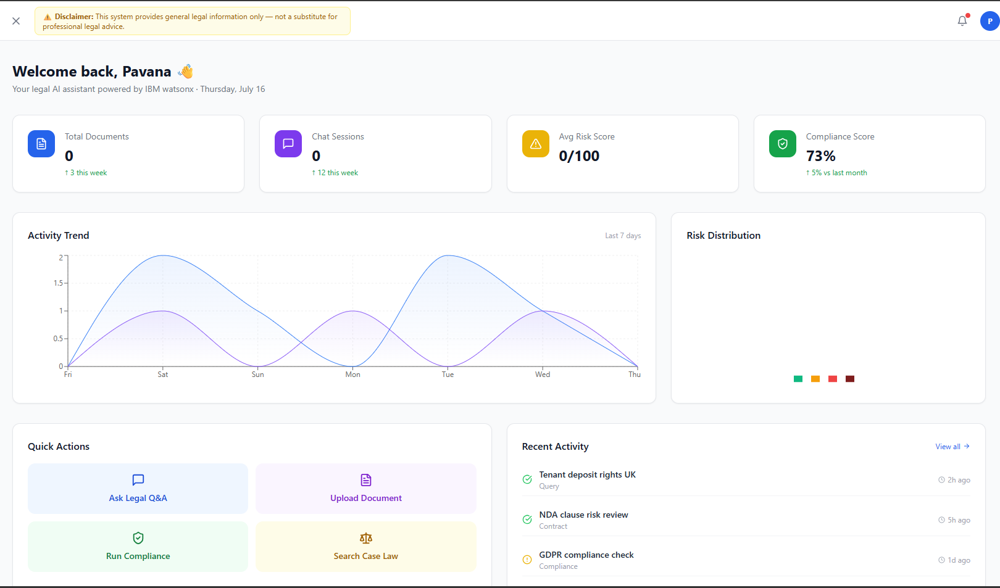 ⚠️ Disclaimer: This system provides general legal information only — not a substitute for
professional legal advice.
P
Welcome back, Pavana 👋
Your legal AI assistant powered by IBM watsonx · Thursday, July 16
Total Documents
0
↑ 3 this week
Chat Sessions
0
↑ 12 this week
Avg Risk Score
0/100
Compliance Score
73%
↑ 5% vs last month
Activity Trend
Last 7 days
2
1.5
1
0.5
0
Fri Sat Sun Mon Tue Wed Thu
Risk Distribution
Quick Actions
Ask Legal Q&A
Upload Document
Run Compliance
Search Case Law
Recent Activity
View all →
Tenant deposit rights UK
Query
2h ago
NDA clause risk review
Contract
5h ago
GDPR compliance check
Compliance
1d ago